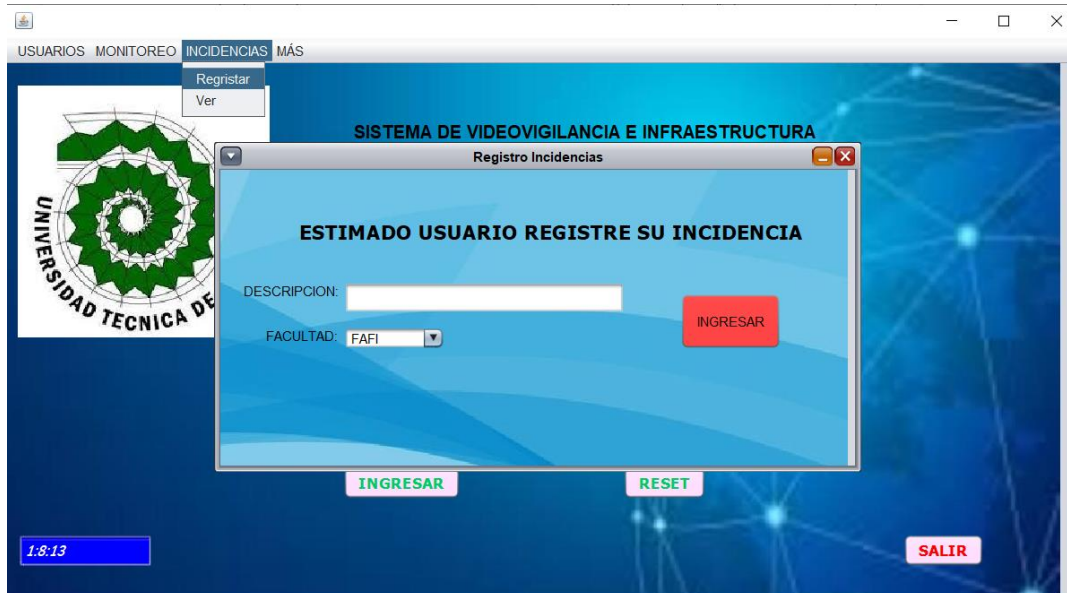 USUARIOS MONITOREO INCIDENCIAS MÁS
Regristar
Ver
SISTEMA DE VIDEOVIGILANCIA E INFRAESTRUCTURA
UNIVERSIDAD TECNICA DE
Registro Incidencias
ESTIMADO USUARIO REGISTRE SU INCIDENCIA
DESCRIPCION:
FACULTAD: FAFI
INGRESAR
INGRESAR RESET
1:8:13 SALIR